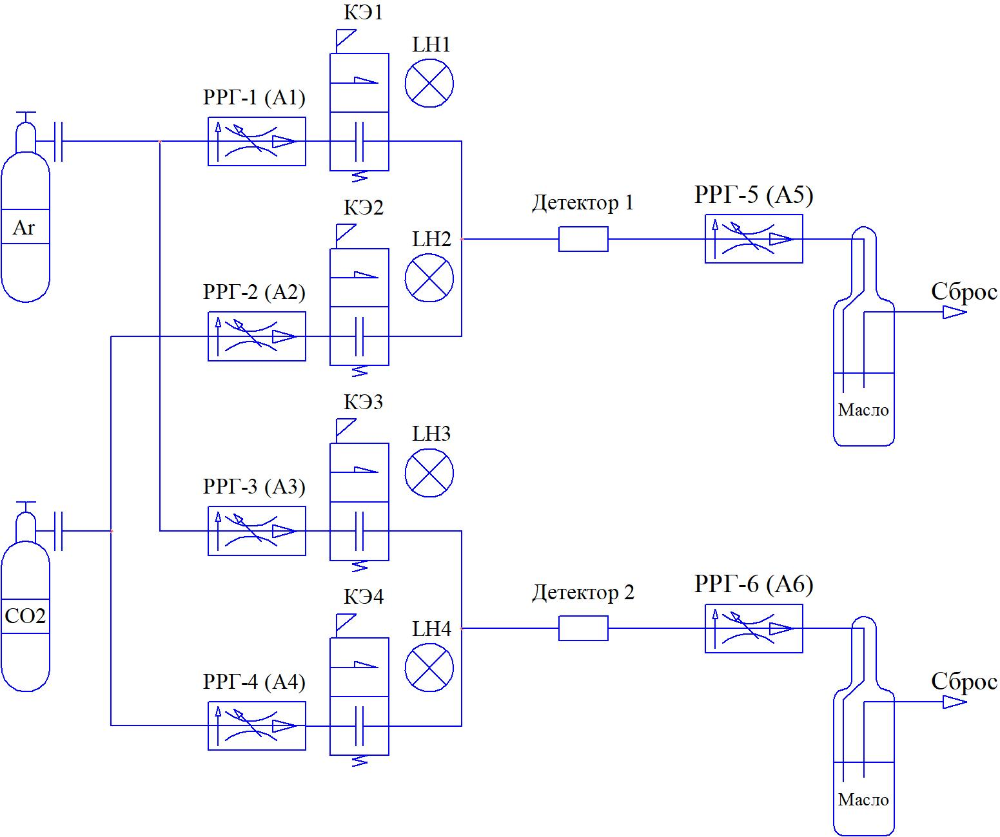 КЭ1
LH1
РРГ-1 (А1)
Ar
КЭ2
LH2
РРГ-2 (А2)
Детектор 1
РРГ-5 (А5)
Сброс
Масло
КЭ3
LH3
РРГ-3 (А3)
CO2
КЭ4
LH4
РРГ-4 (А4)
Детектор 2
РРГ-6 (А6)
Сброс
Масло